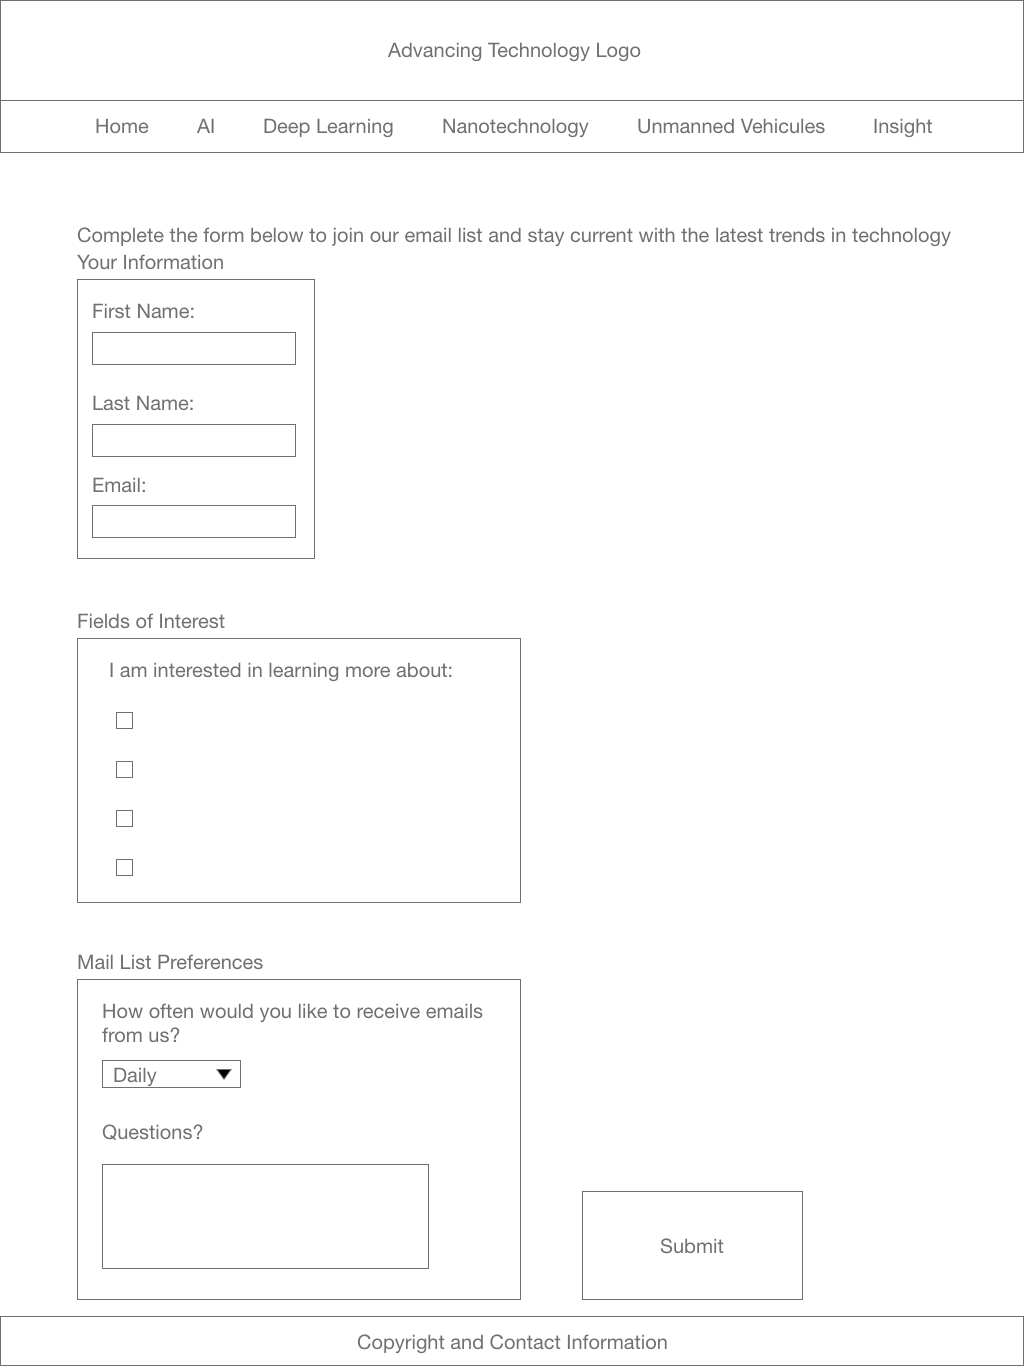 Advancing Technology Logo
Home AI Deep Learning Nanotechnology Unmanned Vehicules Insight
Complete the form below to join our email list and stay current with the latest trends in technology
Your Information
First Name:
Last Name:
Email:
Fields of Interest
I am interested in learning more about:
Mail List Preferences
How often would you like to receive emails
from us?
Daily
Questions?
Submit
Copyright and Contact Information